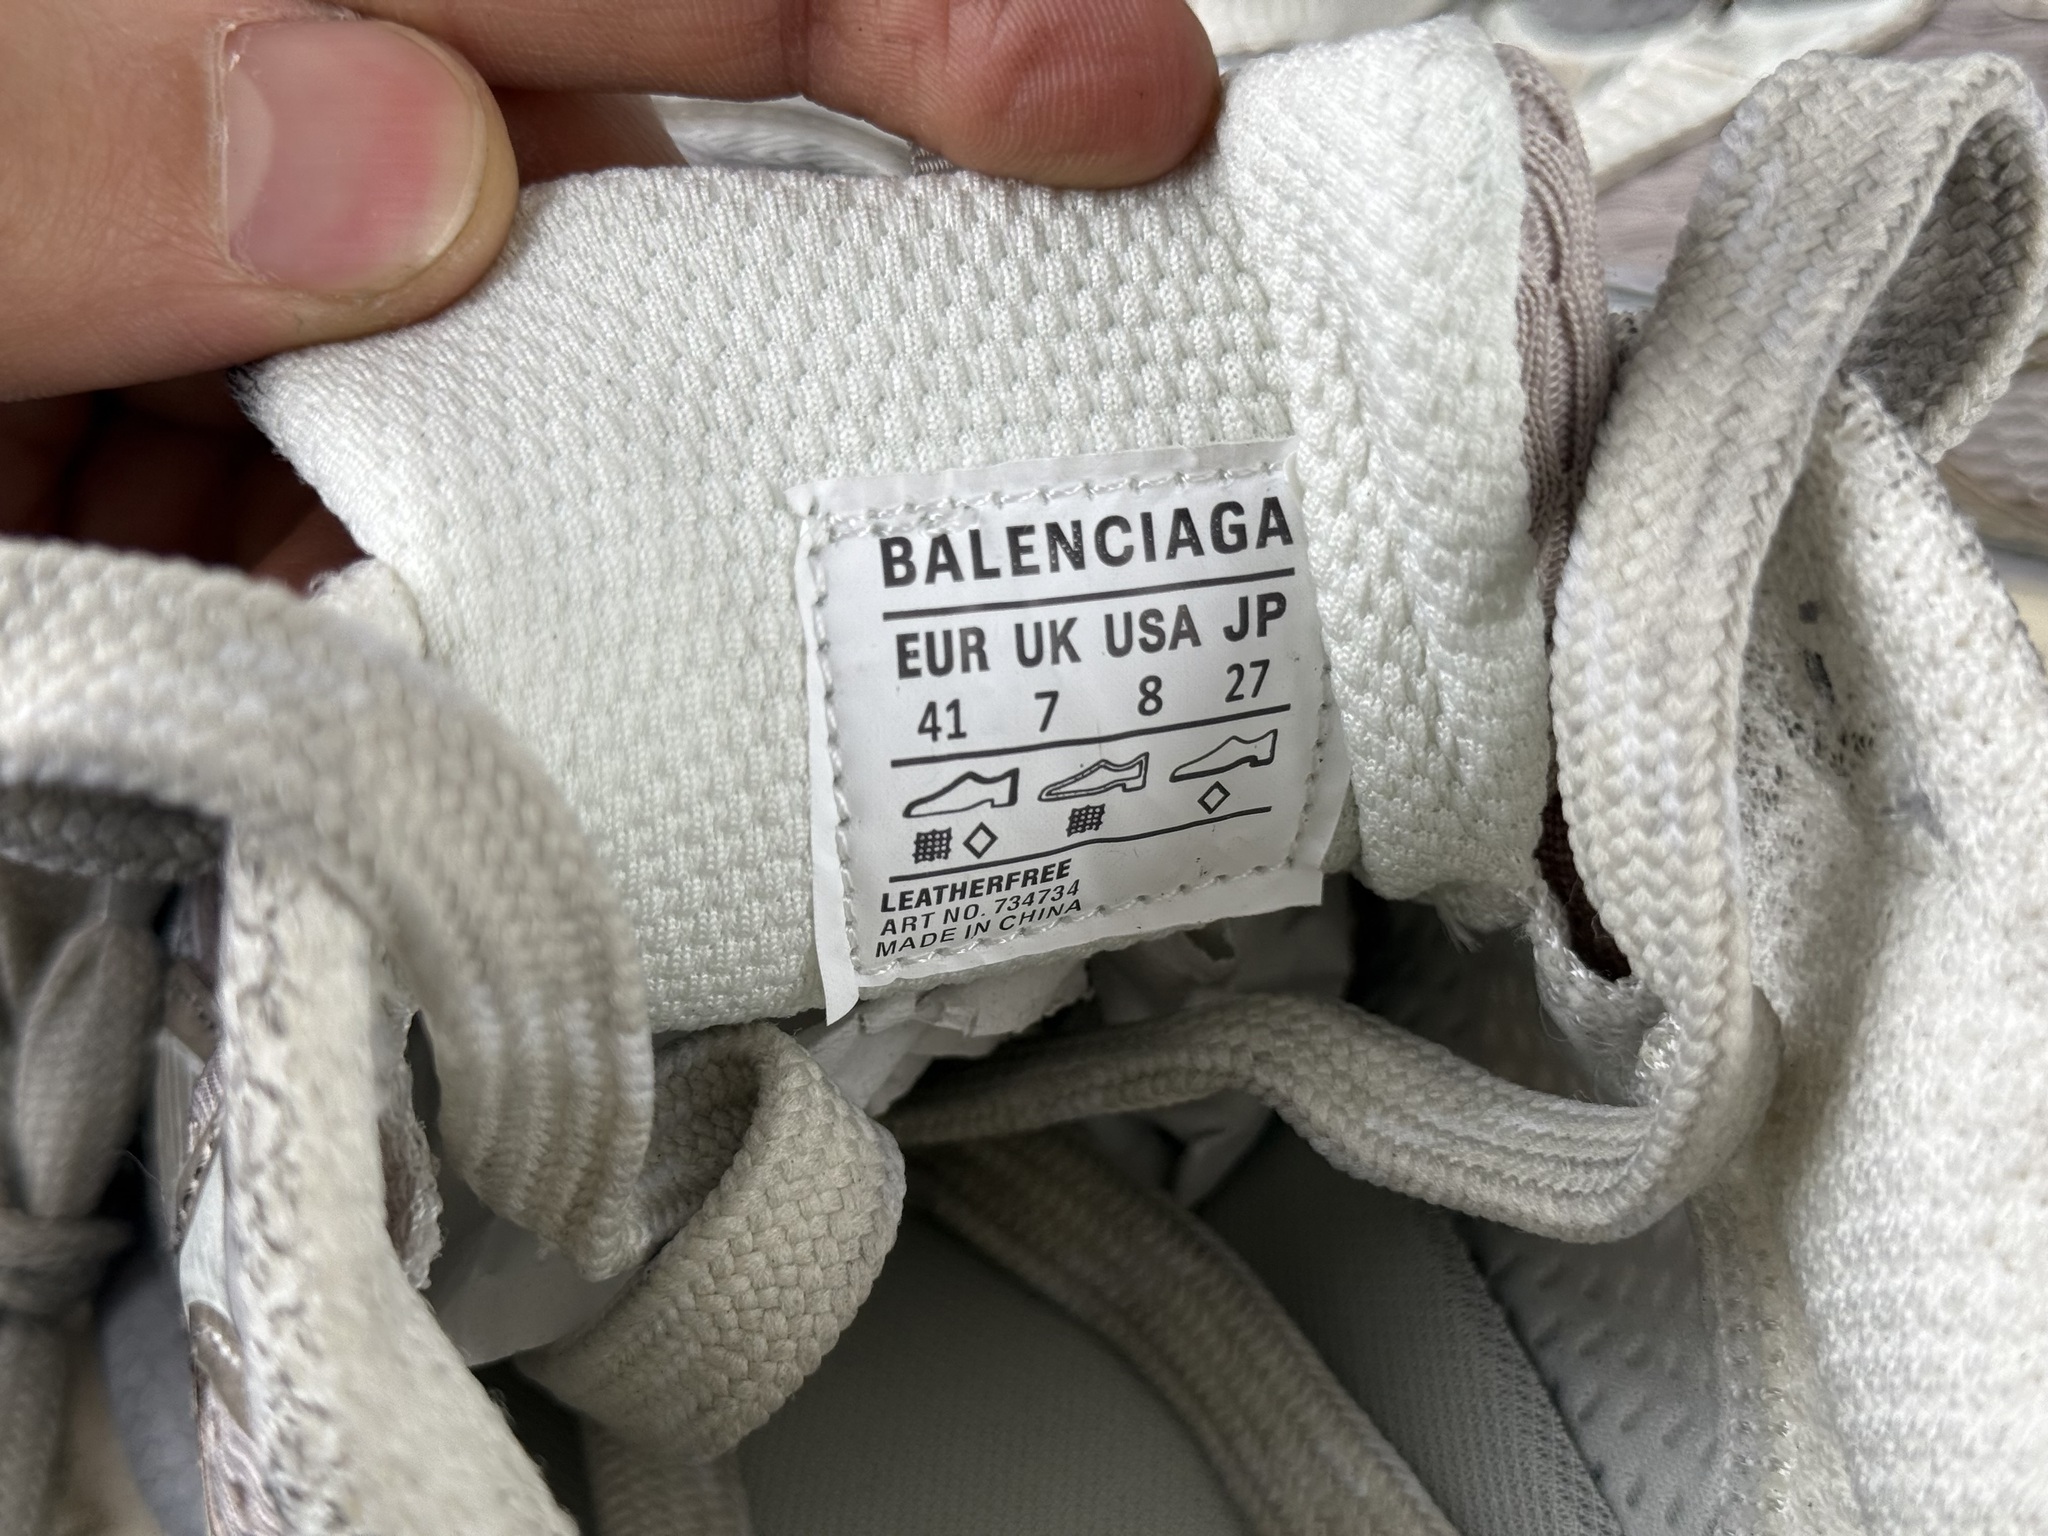 BALENCIAGA
EUR UK USA JP
41 7 8 27
LEATHERFREE
ART NO. 734734
MADE IN CHINA